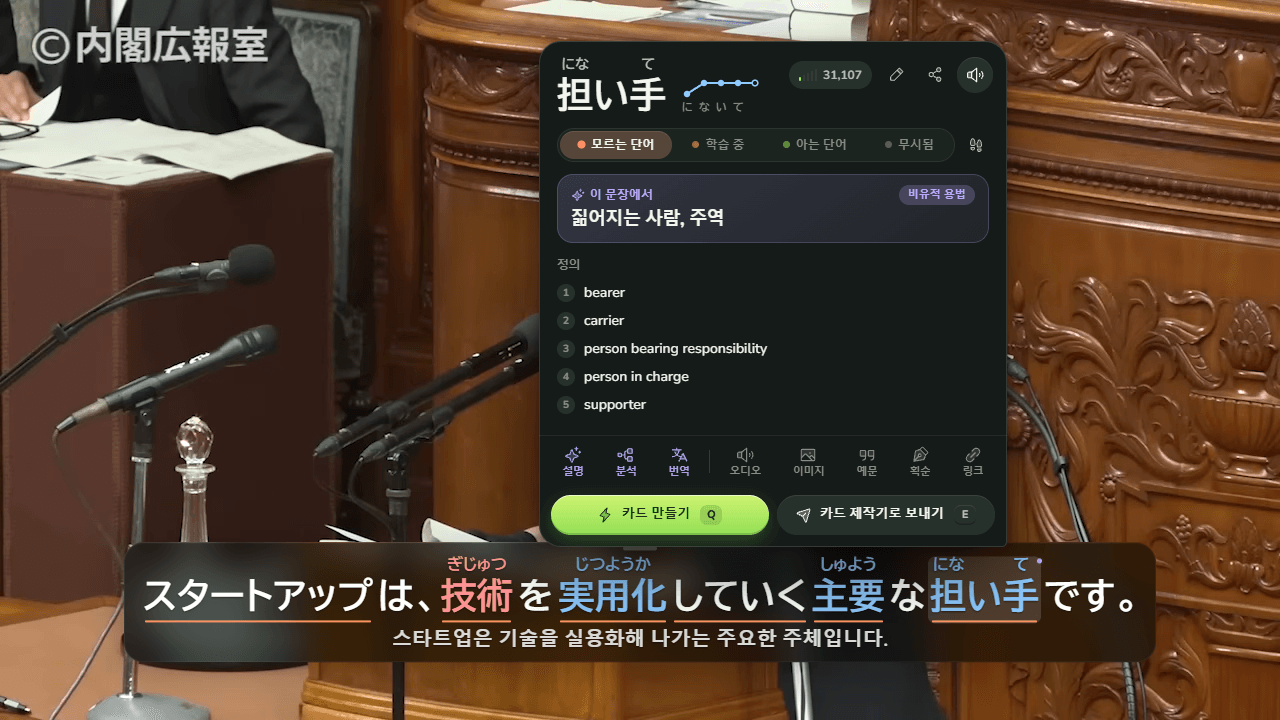 ©内閣広報室
にな て
担い手
にないて
31,107
모르는 단어
学習 중
아는 단어
무시됨
이 문장에서
비유적 용법
짊어지는 사람, 주역
정의
1 bearer
2 carrier
3 person bearing responsibility
4 person in charge
5 supporter
설명
분석
번역
오디오
이미지
예문
획순
링크
카드 만들기 Q
카드 제작기로 보내기 E
ぎじゅつ じつようか しゅよう にな て
スタートアップは、技術を実用化していく主要な担い手です。
스타트업은 기술을 실용화해 나가는 주요한 주체입니다.